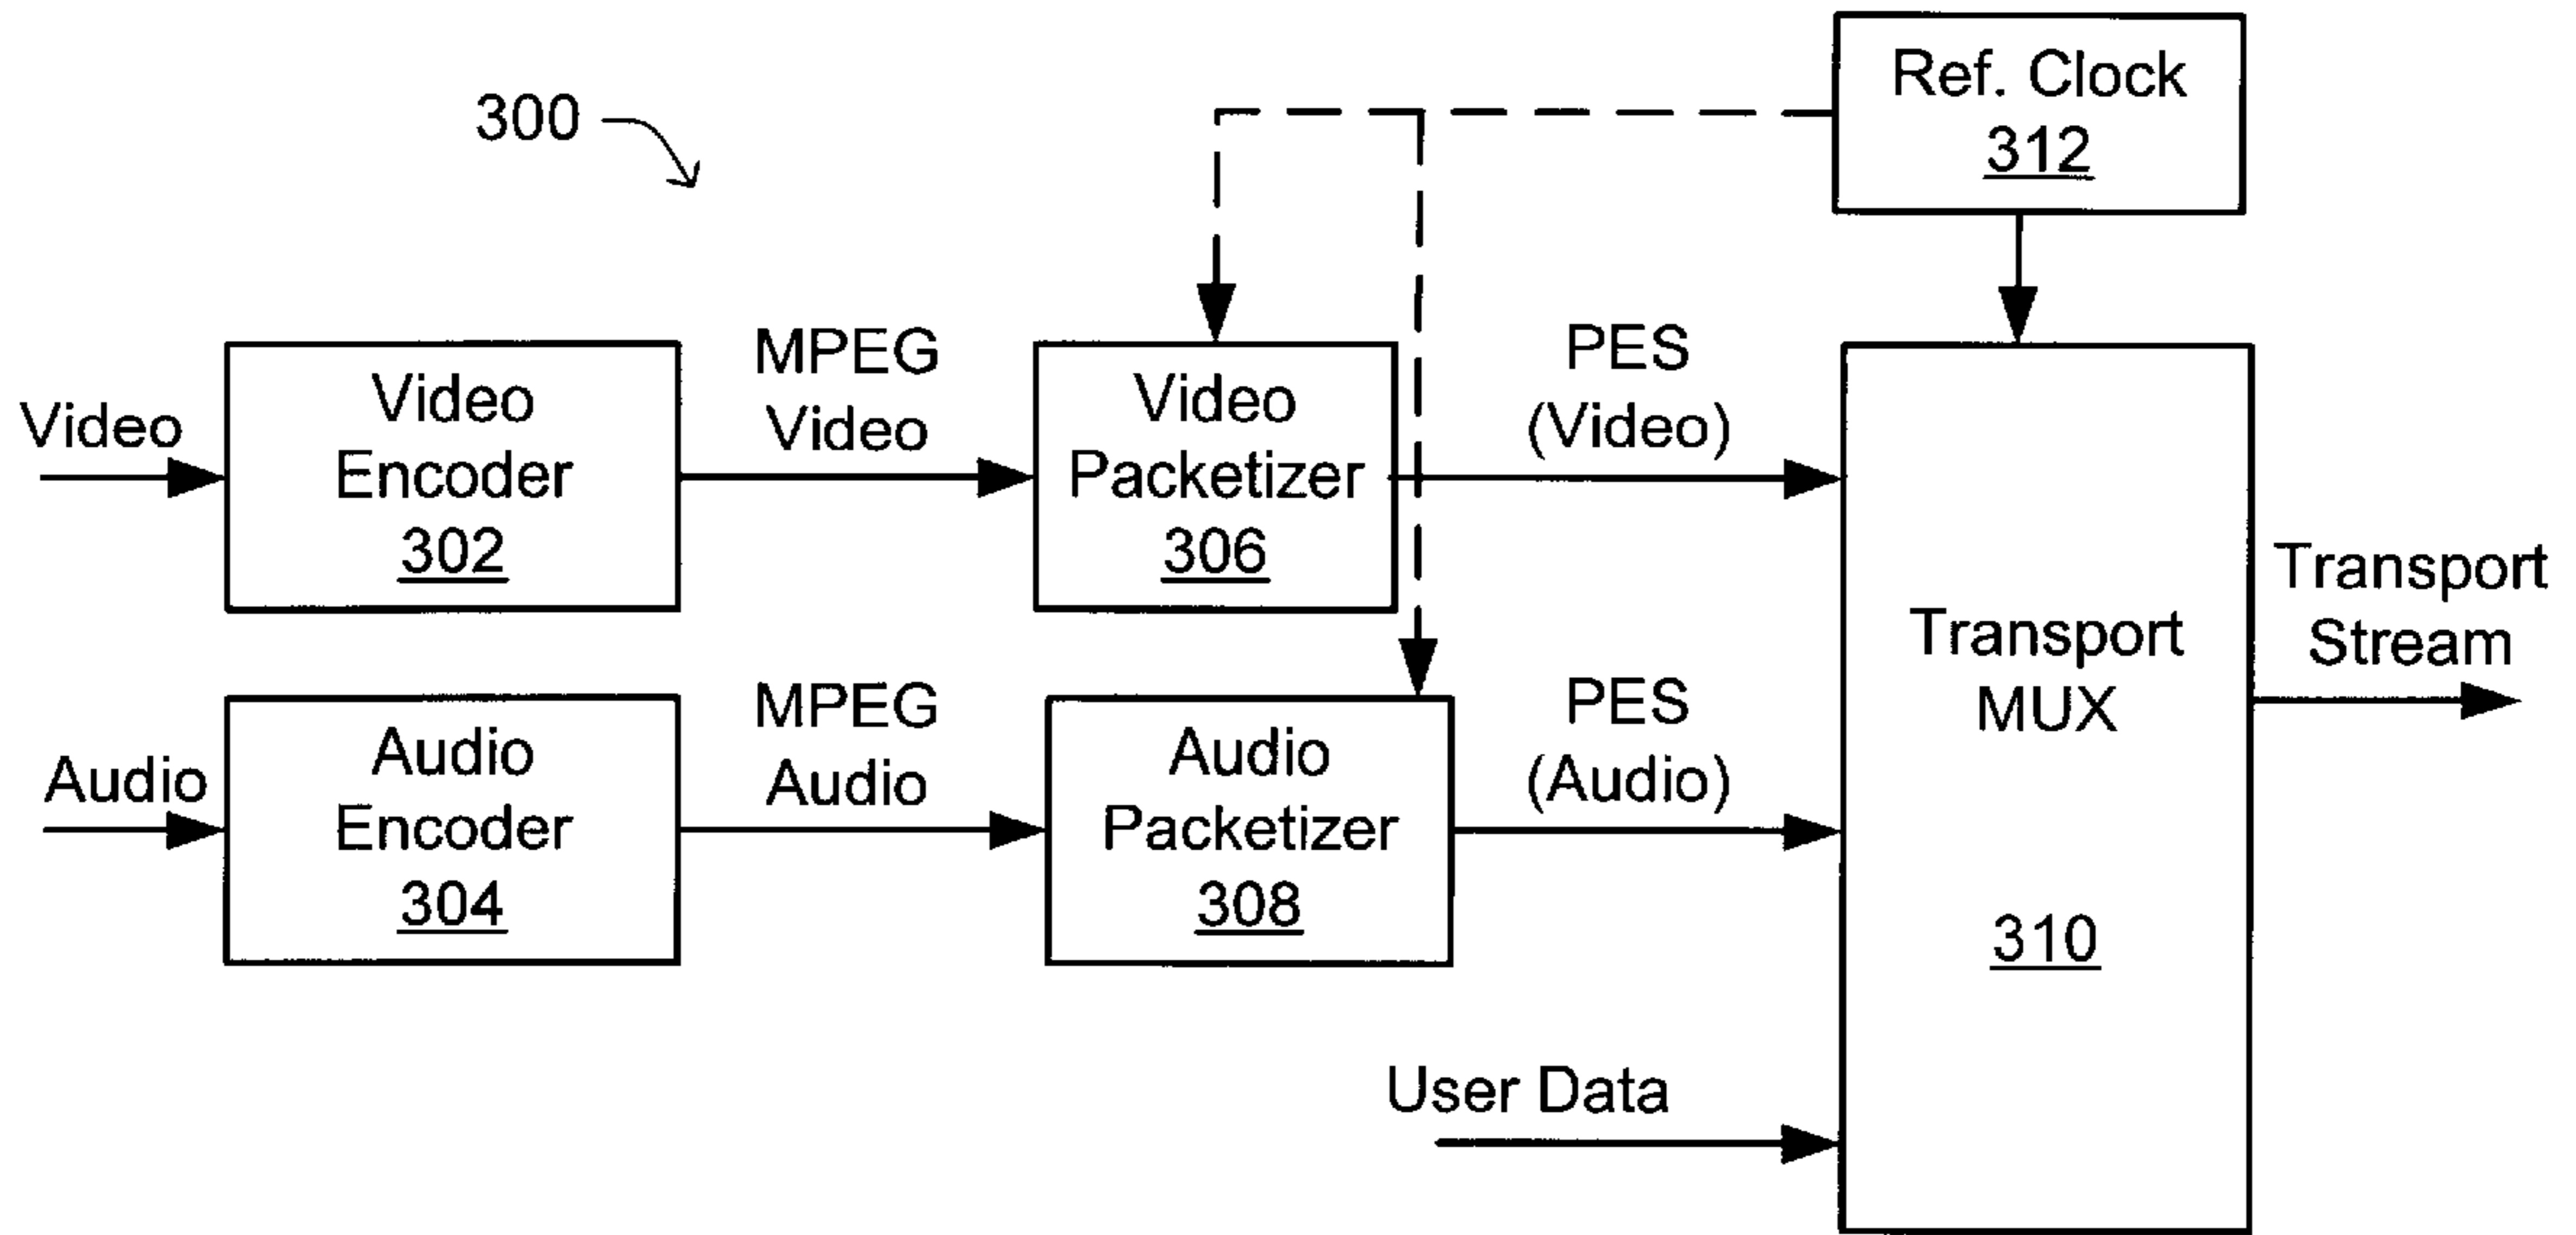 300
Ref. Clock
312
Video
Video
Encoder
302
MPEG
Video
Video
Packetizer
306
PES
(Video)
Audio
Audio
Encoder
304
MPEG
Audio
Audio
Packetizer
308
PES
(Audio)
User Data
Transport
MUX
310
Transport
Stream